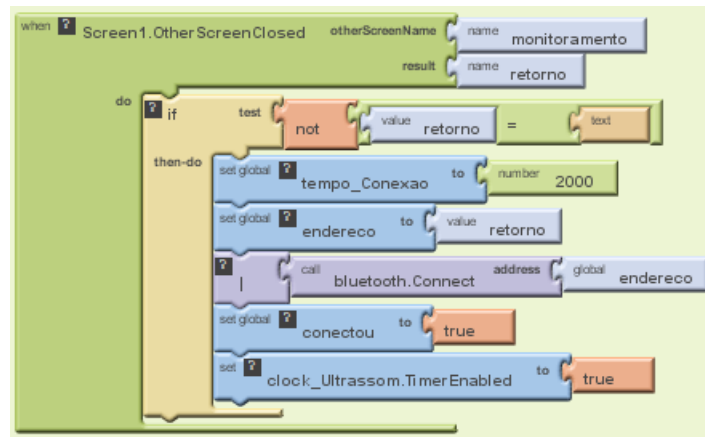 when ? Screen1.OtherScreenClosed otherScreenName name monitoramento
result name retorno
do ? if test not value retorno = text
then-do set global ? tempo_Conexao to number 2000
set global ? endereco to value retorno
? | call bluetooth.Connect address global endereco
set global ? conectou to true
set ? clock_Ultrassom.TimerEnabled to true